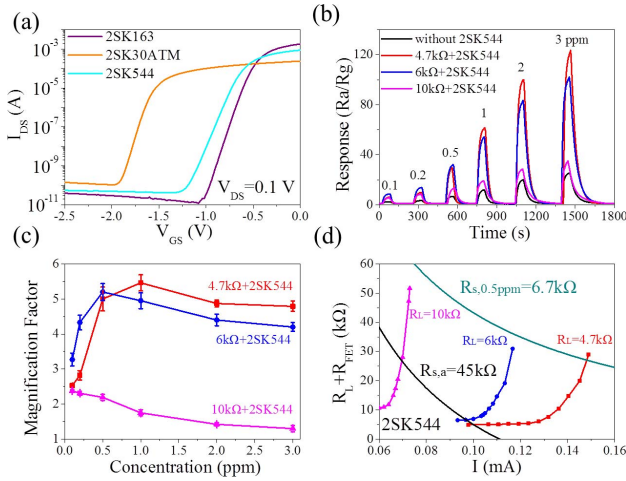 (a)
2SK163
2SK30ATM
2SK544
V_DS=0.1 V
I_DS (A)
10^-3
10^-5
10^-7
10^-9
10^-11
-2.5 -2.0 -1.5 -1.0 -0.5 0.0
V_GS (V)
(b)
without 2SK544
4.7kΩ+2SK544
6kΩ+2SK544
10kΩ+2SK544
3 ppm
2
1
0.5
0.2
0.1
Response (Ra/Rg)
120
80
40
0
0 300 600 900 1200 1500 1800
Time (s)
(c)
4.7kΩ+2SK544
6kΩ+2SK544
10kΩ+2SK544
Magnification Factor
6
5
4
3
2
1
0.0 0.5 1.0 1.5 2.0 2.5 3.0
Concentration (ppm)
(d)
R_s,0.5ppm=6.7kΩ
R_L=10kΩ
R_L=6kΩ
R_L=4.7kΩ
R_s,a=45kΩ
2SK544
R_L+R_FET (kΩ)
60
50
40
30
20
10
0
0.06 0.08 0.10 0.12 0.14 0.16
I (mA)